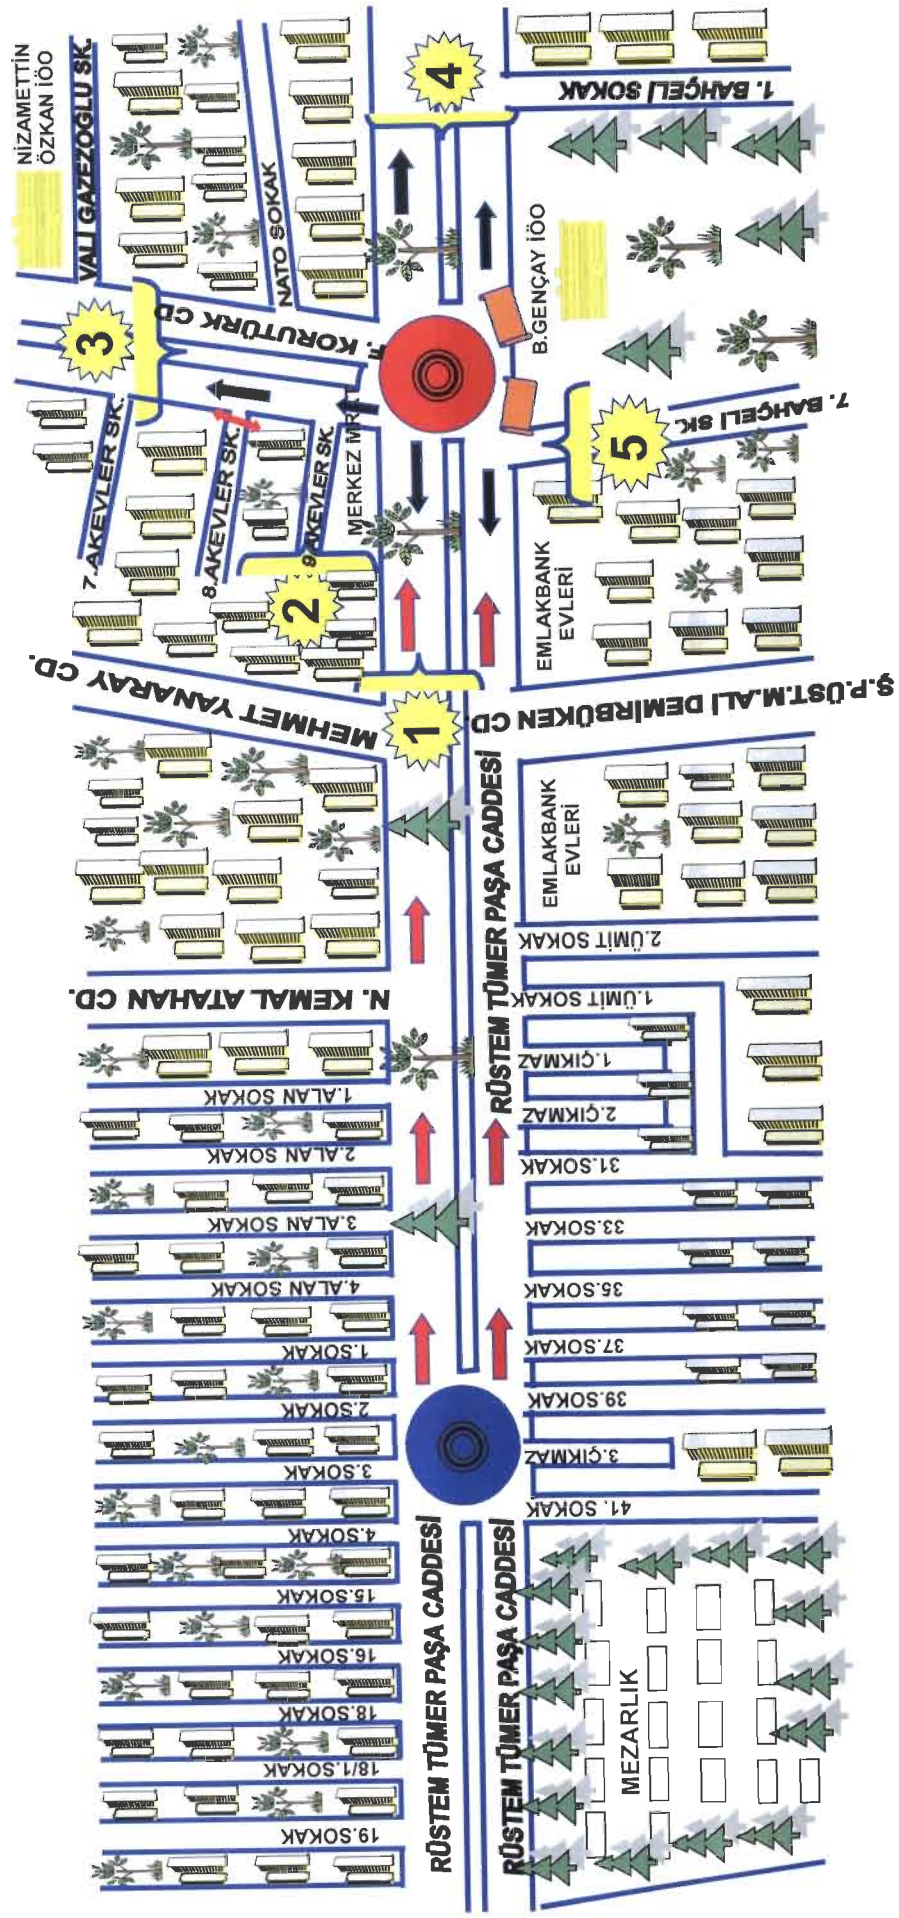 NİZAMETTİN
ÖZKAN İÖO
VALİ GAZEZOĞLU SK.
NATO SOKAK
F. KORUTÜRK CD
3
7.AKEVLER SK.
8.AKEVLER SK.
9.AKEVLER SK.
MERKEZ
2
MEHMET YANARAY CD.
1
4
1. BAHÇELİ SOKAK
B.GENÇAY İÖO
5
7. BAHÇELİ SK.
EMLAKBANK
EVLERİ
Ş.P.ÜST.M.ALİ DEMİRBÜKEN CD.
EMLAKBANK
EVLERİ
RÜSTEM TÜMER PAŞA CADDESİ
N. KEMAL ATAHAN CD.
1.ALAN SOKAK
2.ALAN SOKAK
3.ALAN SOKAK
4.ALAN SOKAK
1.SOKAK
2.SOKAK
3.SOKAK
4.SOKAK
15.SOKAK
16.SOKAK
18.SOKAK
18/1.SOKAK
19.SOKAK
2.ÜMİT SOKAK
1.ÜMİT SOKAK
1.ÇIKMAZ
2.ÇIKMAZ
31.SOKAK
33.SOKAK
35.SOKAK
37.SOKAK
39.SOKAK
3.ÇIKMAZ
41. SOKAK
RÜSTEM TÜMER PAŞA CADDESİ
RÜSTEM TÜMER PAŞA CADDESİ
MEZARLIK